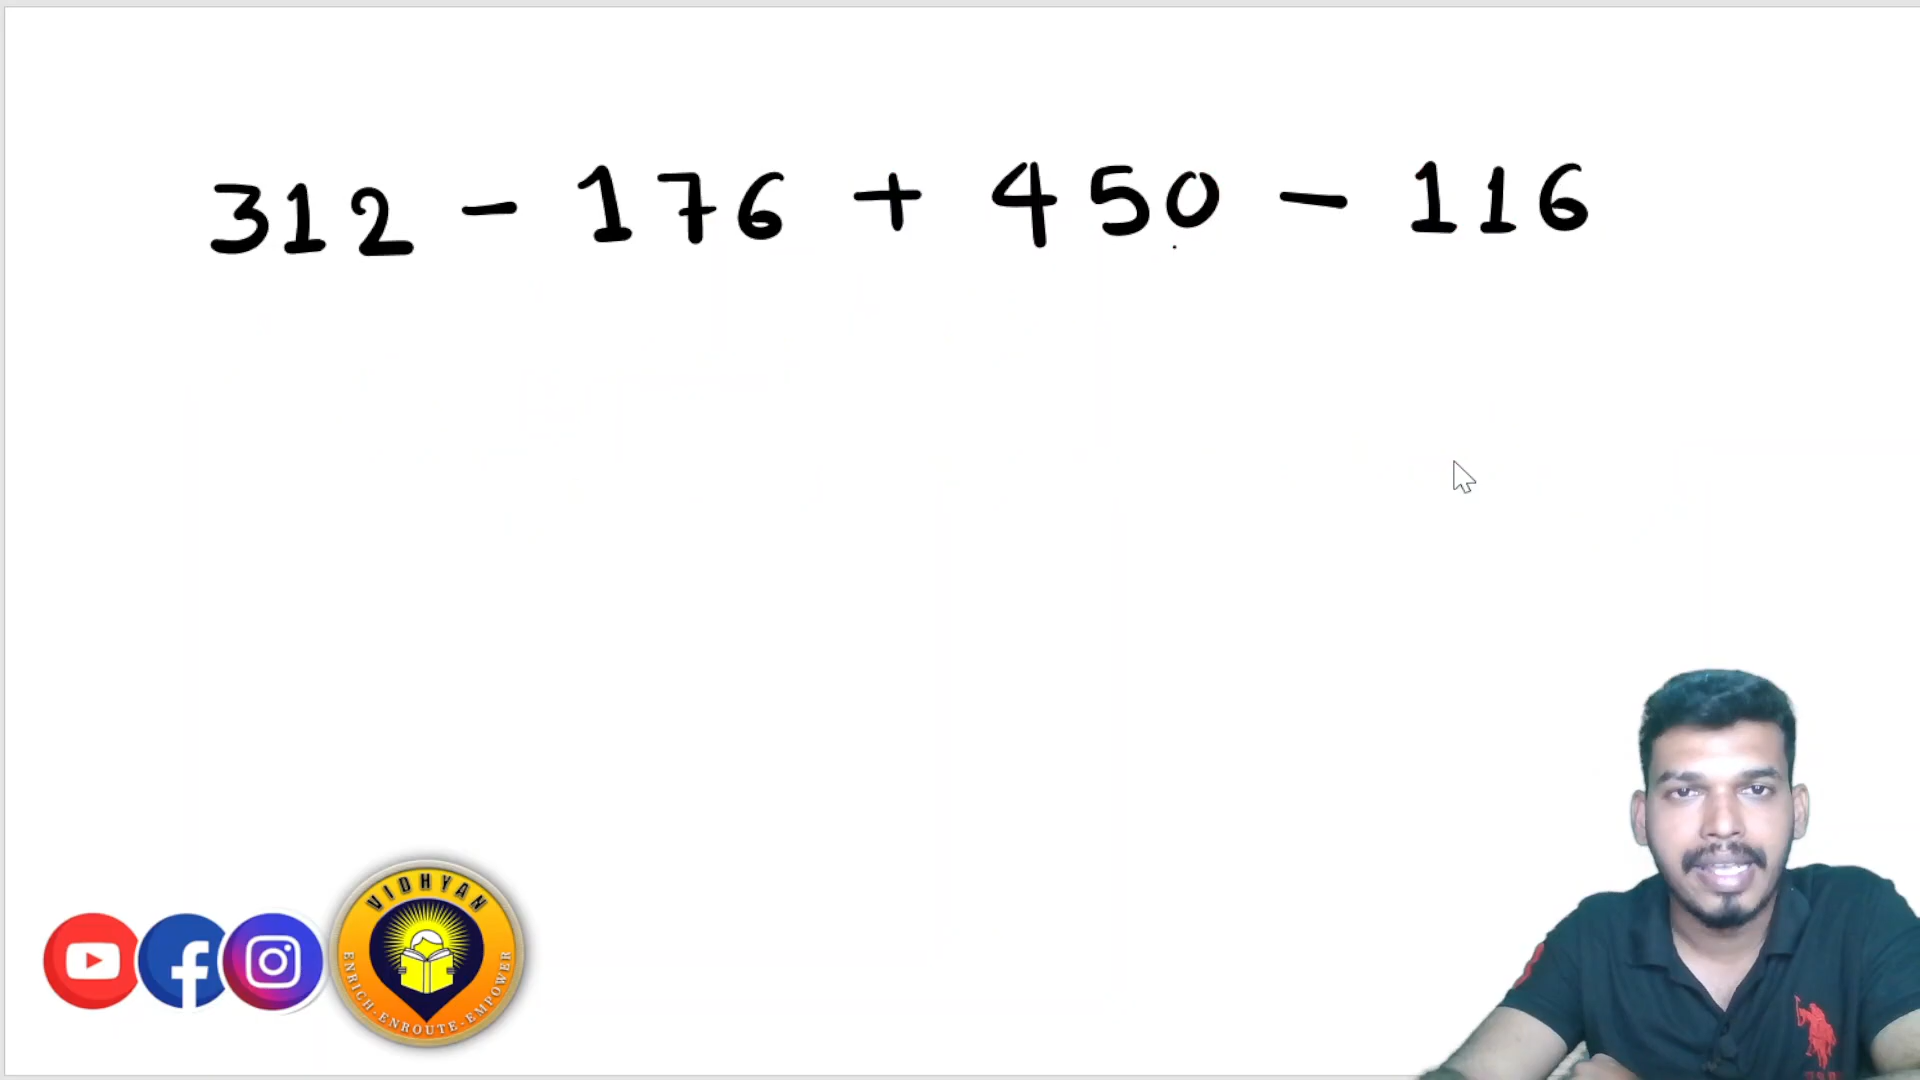 312 - 176 + 450 - 116
VIDHYAN
ENRICH-ENROUTE-EMPOWER